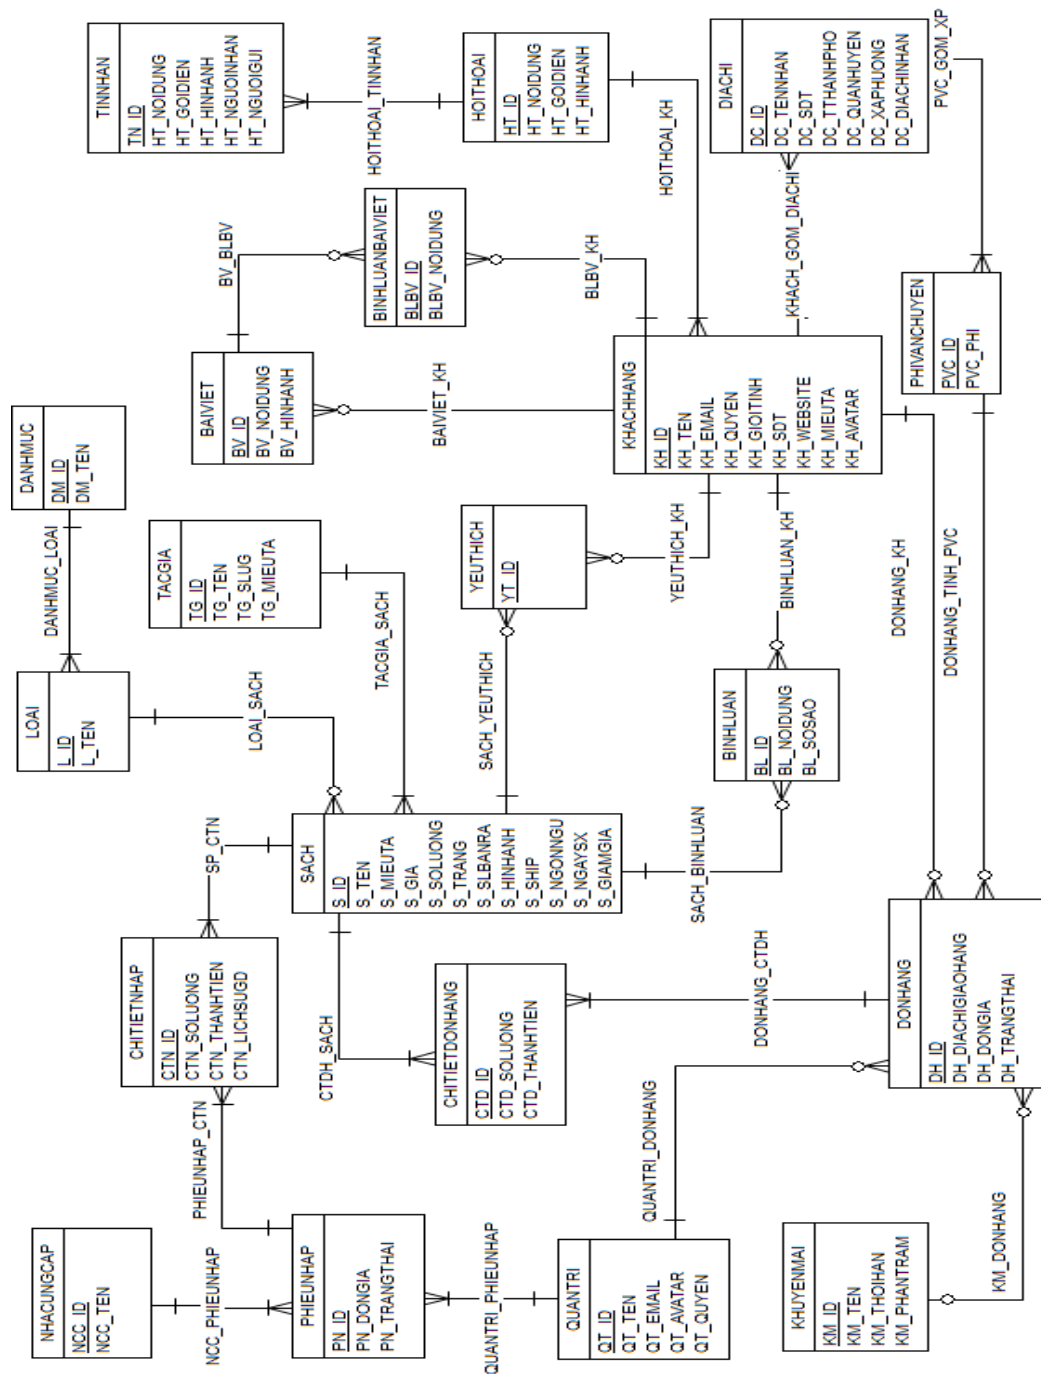 NHACUNGCAP
NCC_ID
NCC_TEN
NCC_PHIEUNHAP
PHIEUNHAP
PN_ID
PN_DONGIA
PN_TRANGTHAI
PHIEUNHAP_CTN
CHITIETNHAP
CTN_ID
CTN_SOLUONG
CTN_THANHTIEN
CTN_LICHSUGD
SP_CTN
LOAI
L_ID
L_TEN
DANHMUC_LOAI
DANHMUC
DM_ID
DM_TEN
LOAI_SACH
TACGIA
TG_ID
TG_TEN
TG_SLUG
TG_MIEUTA
TACGIA_SACH
BAIVIET
BV_ID
BV_NOIDUNG
BV_HINHANH
BV_BLBV
BINHLUANBAIVIET
BLBV_ID
BLBV_NOIDUNG
TINNHAN
TN_ID
HT_NOIDUNG
HT_GOIDIEN
HT_HINHANH
HT_NGUOINHAN
HT_NGUOIGUI
HOITHOAI_TINNHAN
HOITHOAI
HT_ID
HT_NOIDUNG
HT_GOIDIEN
HT_HINHANH
HOITHOAI_KH
BLBV_KH
BAIVIET_KH
SACH
S_ID
S_TEN
S_MIEUTA
S_GIA
S_SOLUONG
S_TRANG
S_SLBANRA
S_HINHANH
S_SHIP
S_NGONNGU
S_NGAYSX
S_GIAMGIA
CTDH_SACH
CHITIETDONHANG
CTD_ID
CTD_SOLUONG
CTD_THANHTIEN
SACH_YEUTHICH
YEUTHICH
YT_ID
YEUTHICH_KH
QUANTRI_PHIEUNHAP
QUANTRI
QT_ID
QT_TEN
QT_EMAIL
QT_AVATAR
QT_QUYEN
QUANTRI_DONHANG
SACH_BINHLUAN
BINHLUAN
BL_ID
BL_NOIDUNG
BL_SOSAO
BINHLUAN_KH
KHACHHANG
KH_ID
KH_TEN
KH_EMAIL
KH_QUYEN
KH_GIOITINH
KH_SDT
KH_WEBSITE
KH_MIEUTA
KH_AVATAR
KHACH_GOM_DIACHI
DIACHI
DC_ID
DC_TENNHAN
DC_SDT
DC_TTHANHPHO
DC_QUANHUYEN
DC_XAPHUONG
DC_DIACHINHAN
DONHANG_CTDH
KHUYENMAI
KM_ID
KM_TEN
KM_THOIHAN
KM_PHANTRAM
KM_DONHANG
DONHANG
DH_ID
DH_DIACHIGIAOHANG
DH_DONGIA
DH_TRANGTHAI
DONHANG_KH
DONHANG_TINH_PVC
PHIVANCHUYEN
PVC_ID
PVC_PHI
PVC_GOM_XP